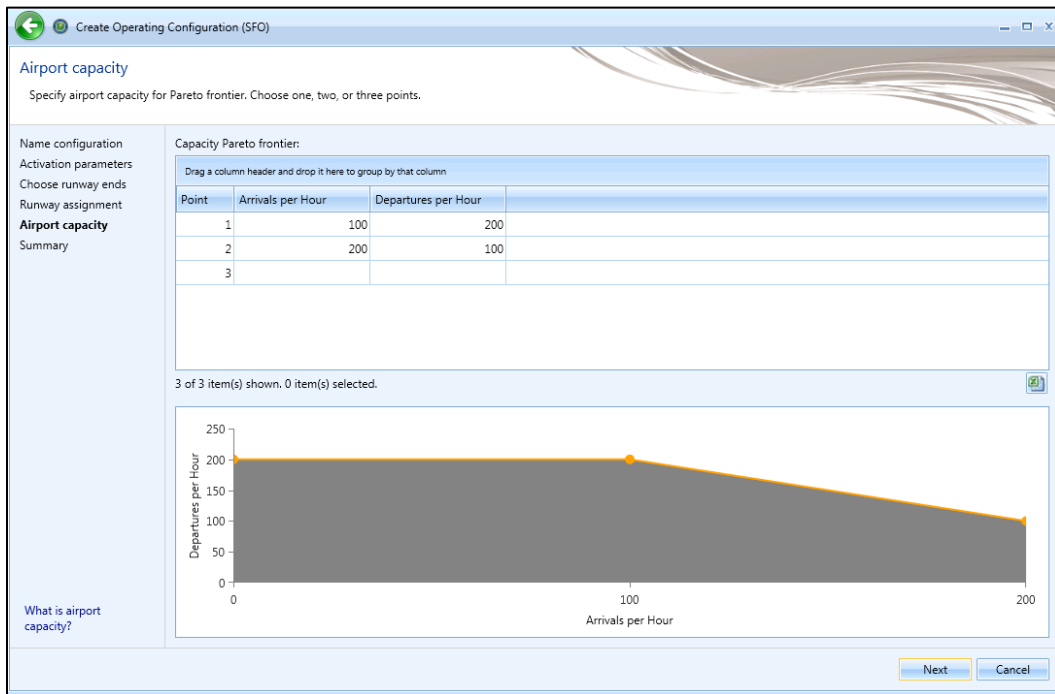 Create Operating Configuration (SFO)
Airport capacity
Specify airport capacity for Pareto frontier. Choose one, two, or three points.
Name configuration
Activation parameters
Choose runway ends
Runway assignment
Airport capacity
Summary
What is airport
capacity?
Capacity Pareto frontier:
Drag a column header and drop it here to group by that column
Point Arrivals per Hour Departures per Hour
1 100 200
2 200 100
3
3 of 3 item(s) shown. 0 item(s) selected.
Departures per Hour
250
200
150
100
50
0
0 100 200
Arrivals per Hour
Next Cancel